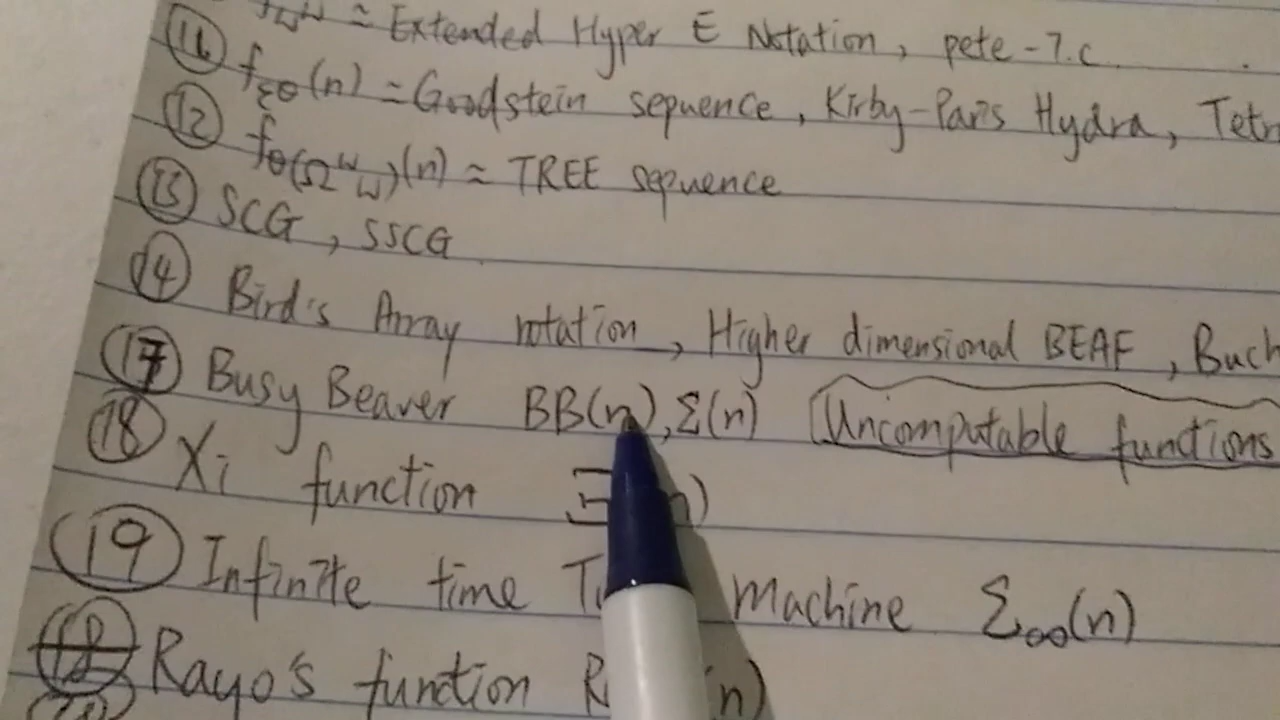 ≈ Extended Hyper E Notation, pete-7.c
⑪ f_ε0(n) ≈ Goodstein sequence, Kirby-Paris Hydra, Tetr
⑫ f_θ(Ω^ω ω)(n) ≈ TREE sequence
⑬ SCG, SSCG
⑭ Bird's Array notation, Higher dimensional BEAF, Buch
⑰ Busy Beaver BB(n), Σ(n) Uncomputable functions
⑱ Xi function Ξ(n)
⑲ Infinite time machine Σ∞(n)
Rayo's function R n)